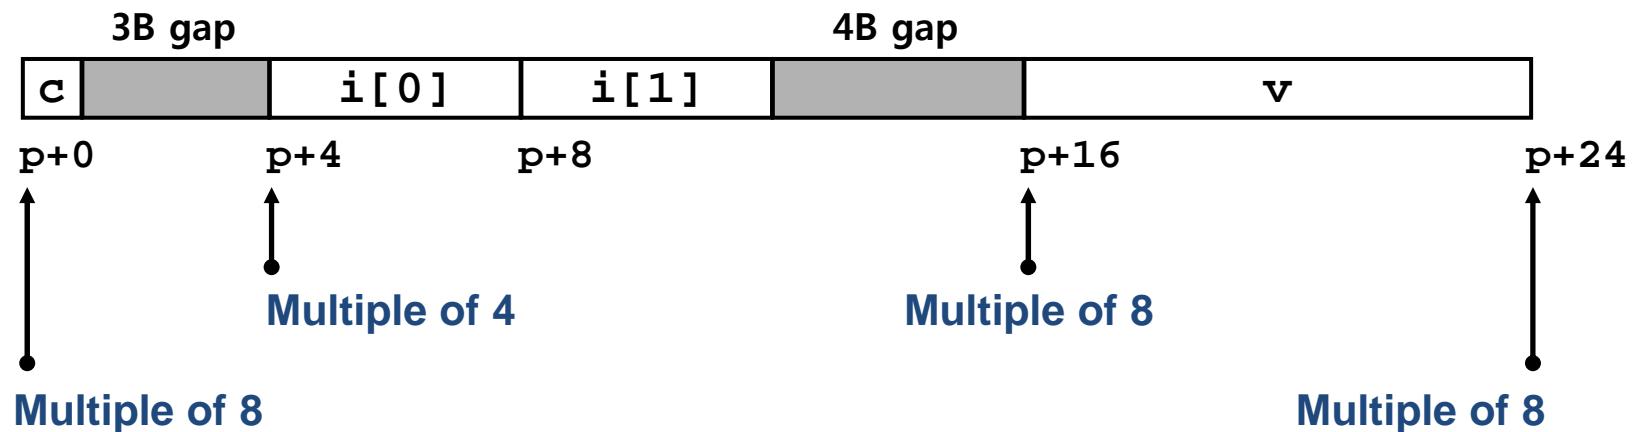 3B gap 4B gap
c i[0] i[1] v
p+0 p+4 p+8 p+16 p+24
Multiple of 4 Multiple of 8
Multiple of 8 Multiple of 8